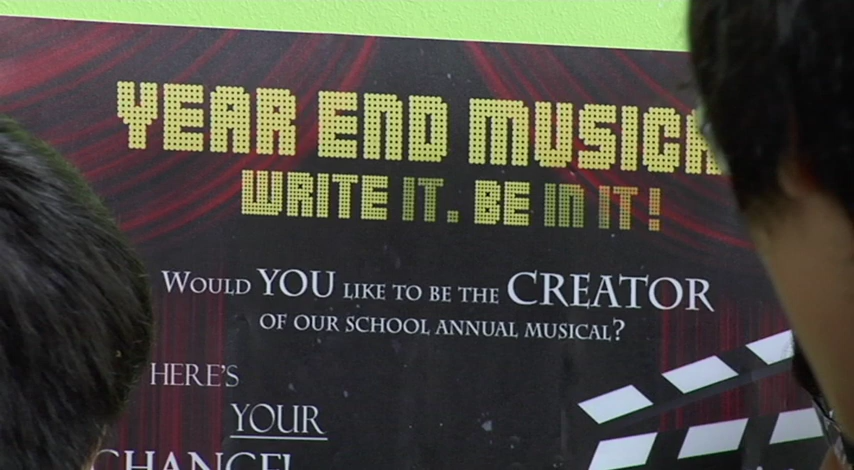 YEAR END MUSICA
WRITE IT. BE IN IT!
WOULD YOU LIKE TO BE THE CREATOR
OF OUR SCHOOL ANNUAL MUSICAL?
HERE'S
YOUR
CHANCE!